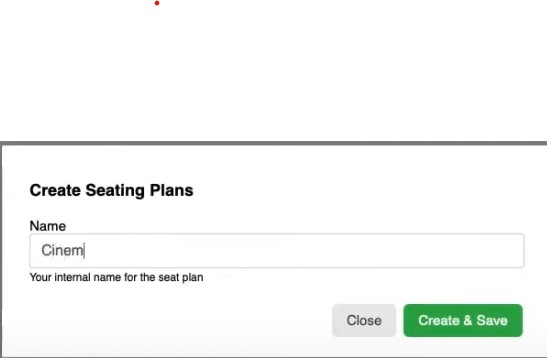 Create Seating Plans
Name
Cinem
Your internal name for the seat plan
Close
Create & Save